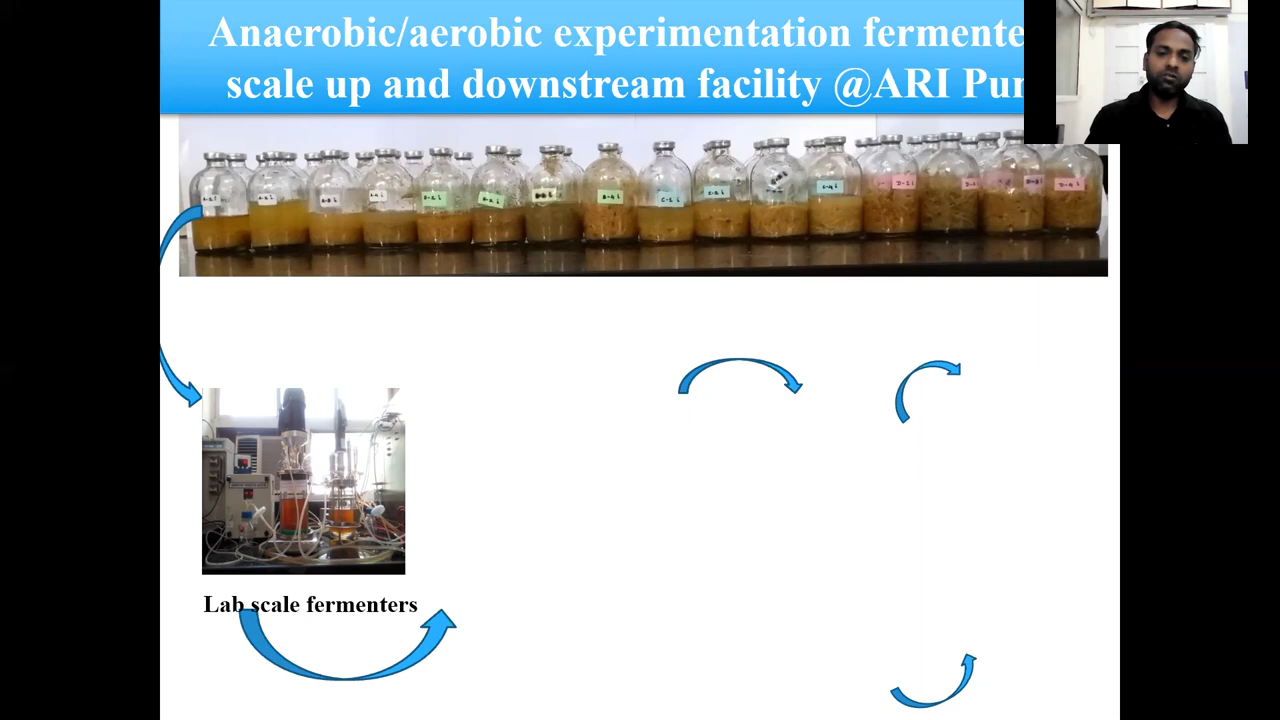 Anaerobic/aerobic experimentation fermente
scale up and downstream facility @ARI Pun
Lab scale fermenters